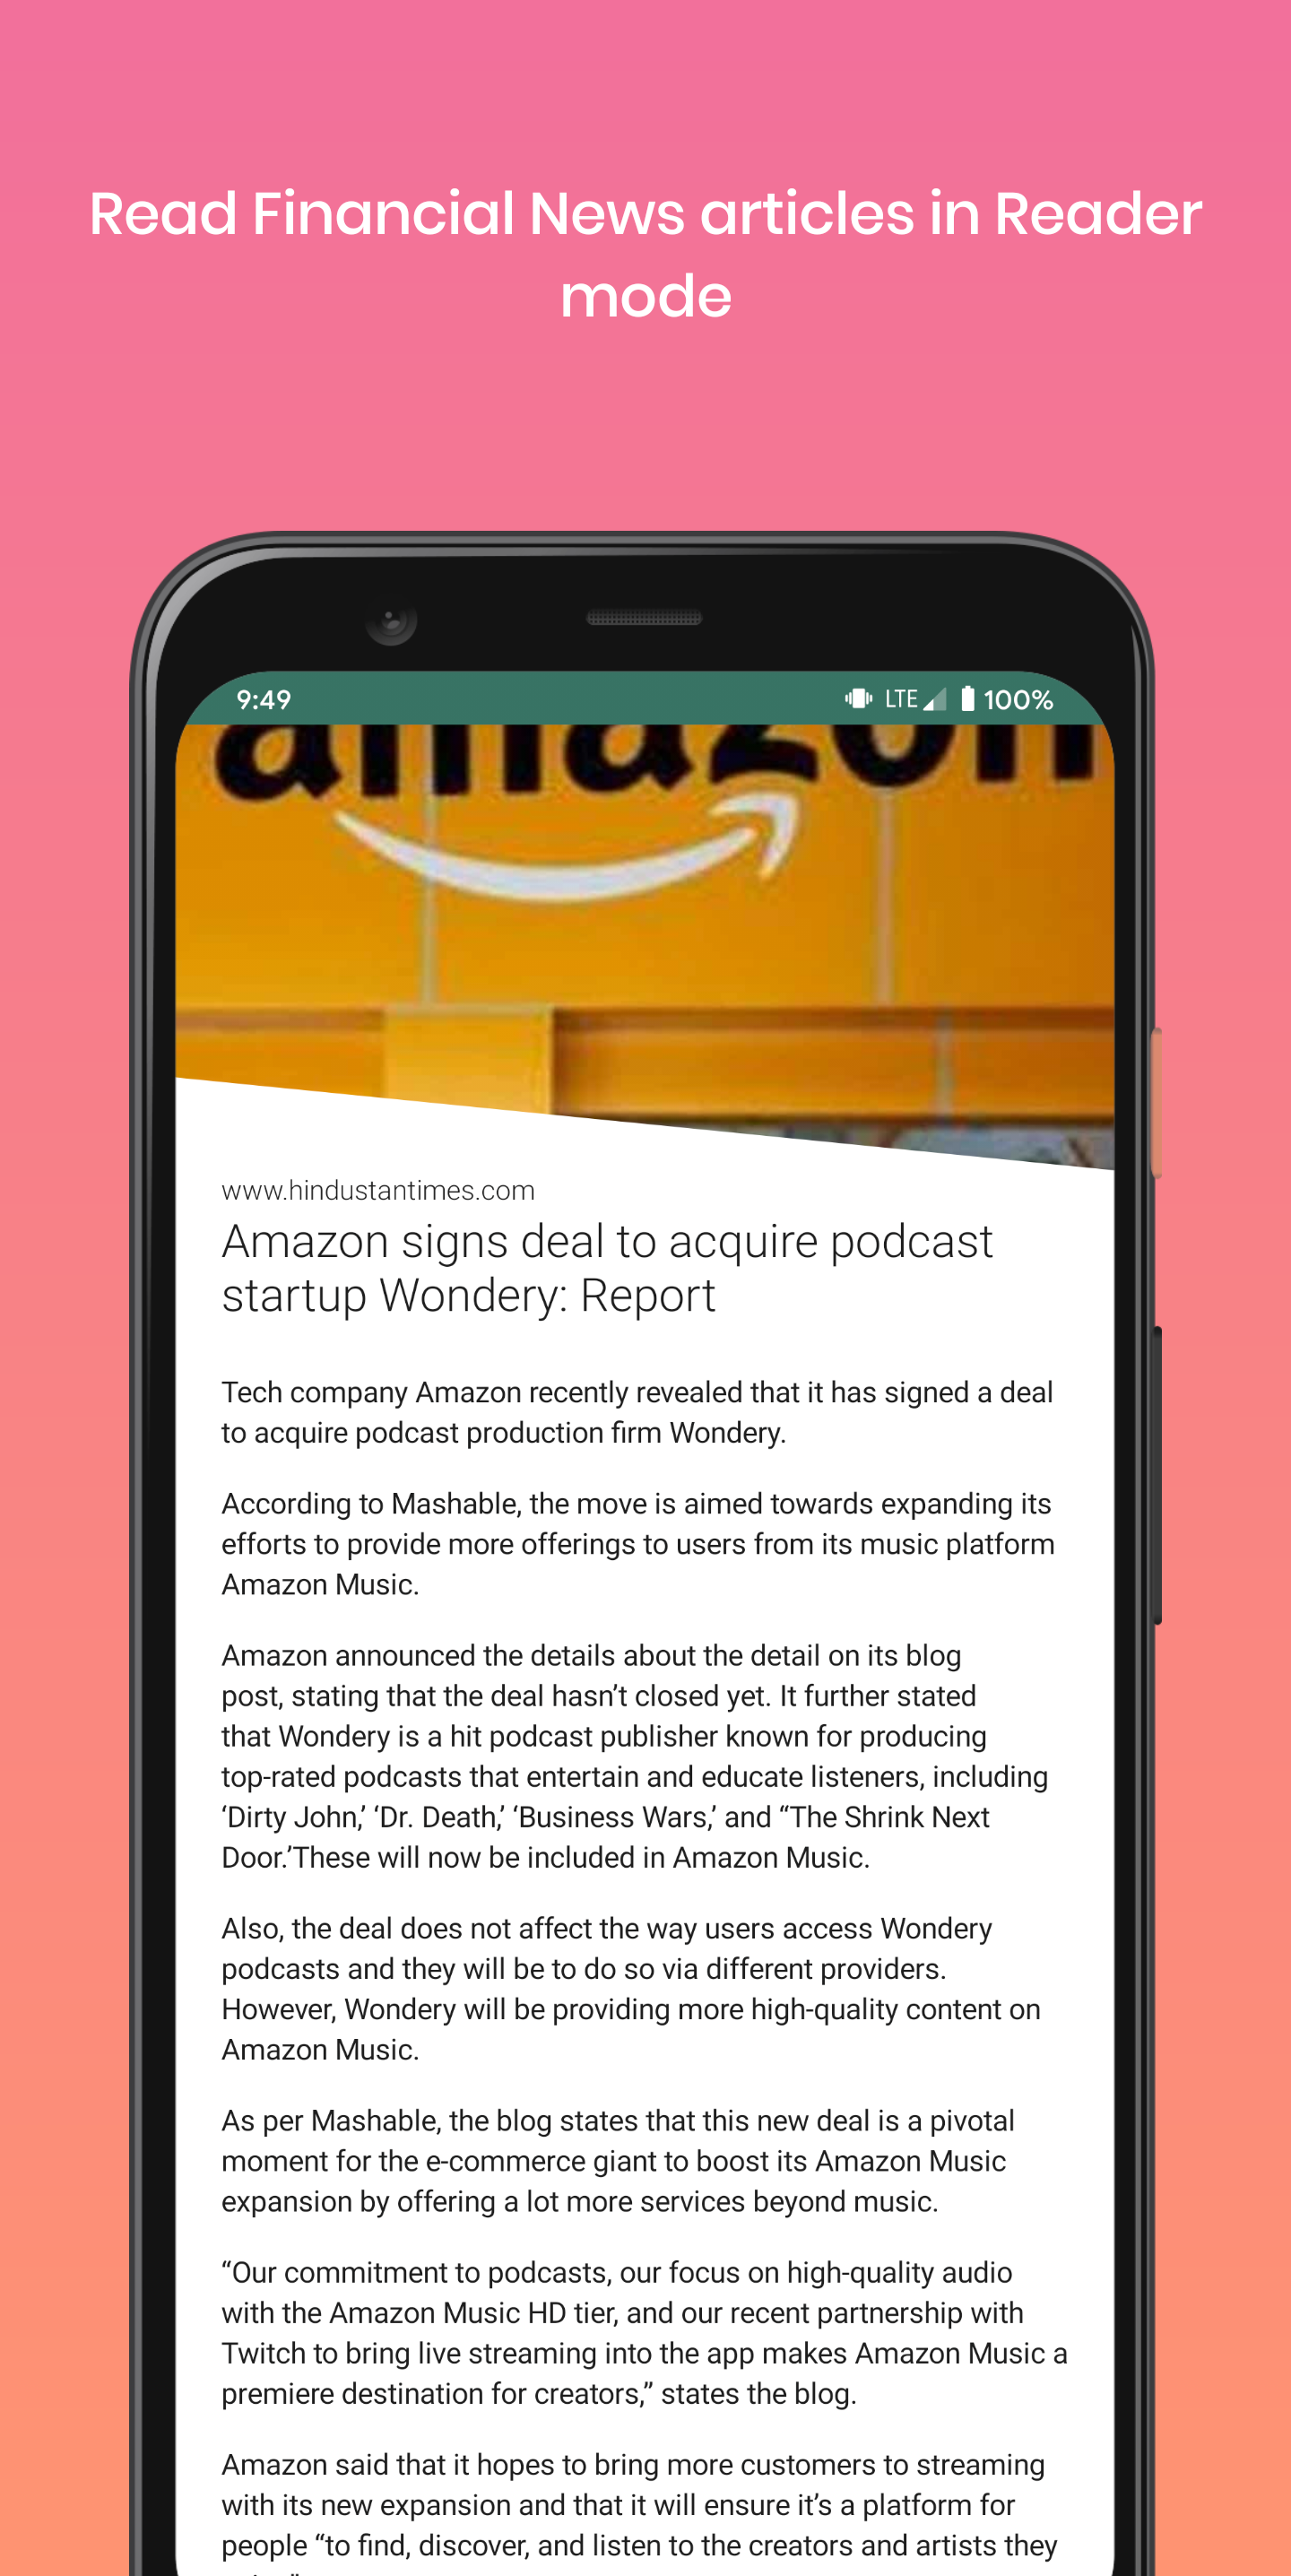 Read Financial News articles in Reader
mode
9:49
LTE
100%
amazon
www.hindustantimes.com
Amazon signs deal to acquire podcast
startup Wondery: Report
Tech company Amazon recently revealed that it has signed a deal
to acquire podcast production firm Wondery.
According to Mashable, the move is aimed towards expanding its
efforts to provide more offerings to users from its music platform
Amazon Music.
Amazon announced the details about the detail on its blog
post, stating that the deal hasn’t closed yet. It further stated
that Wondery is a hit podcast publisher known for producing
top-rated podcasts that entertain and educate listeners, including
‘Dirty John,’ ‘Dr. Death,’ ‘Business Wars,’ and “The Shrink Next
Door.’These will now be included in Amazon Music.
Also, the deal does not affect the way users access Wondery
podcasts and they will be to do so via different providers.
However, Wondery will be providing more high-quality content on
Amazon Music.
As per Mashable, the blog states that this new deal is a pivotal
moment for the e-commerce giant to boost its Amazon Music
expansion by offering a lot more services beyond music.
“Our commitment to podcasts, our focus on high-quality audio
with the Amazon Music HD tier, and our recent partnership with
Twitch to bring live streaming into the app makes Amazon Music a
premiere destination for creators,” states the blog.
Amazon said that it hopes to bring more customers to streaming
with its new expansion and that it will ensure it’s a platform for
people “to find, discover, and listen to the creators and artists they